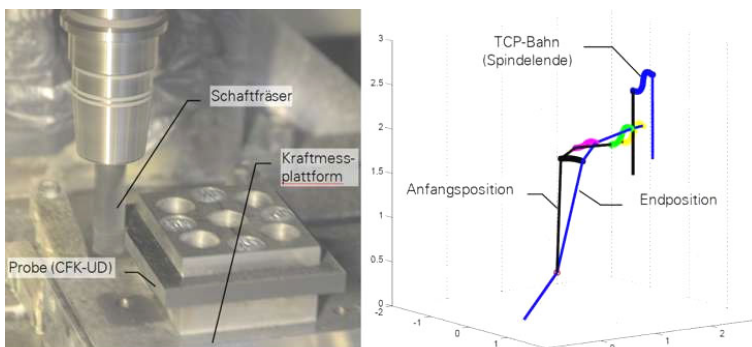 Schaftfräser
Kraftmess-
plattform
Probe (CFK-UD)
TCP-Bahn
(Spindelende)
Anfangsposition
Endposition
3
2.5
2
1.5
1
0.5
0
-2
-1
0
1
0
1
2